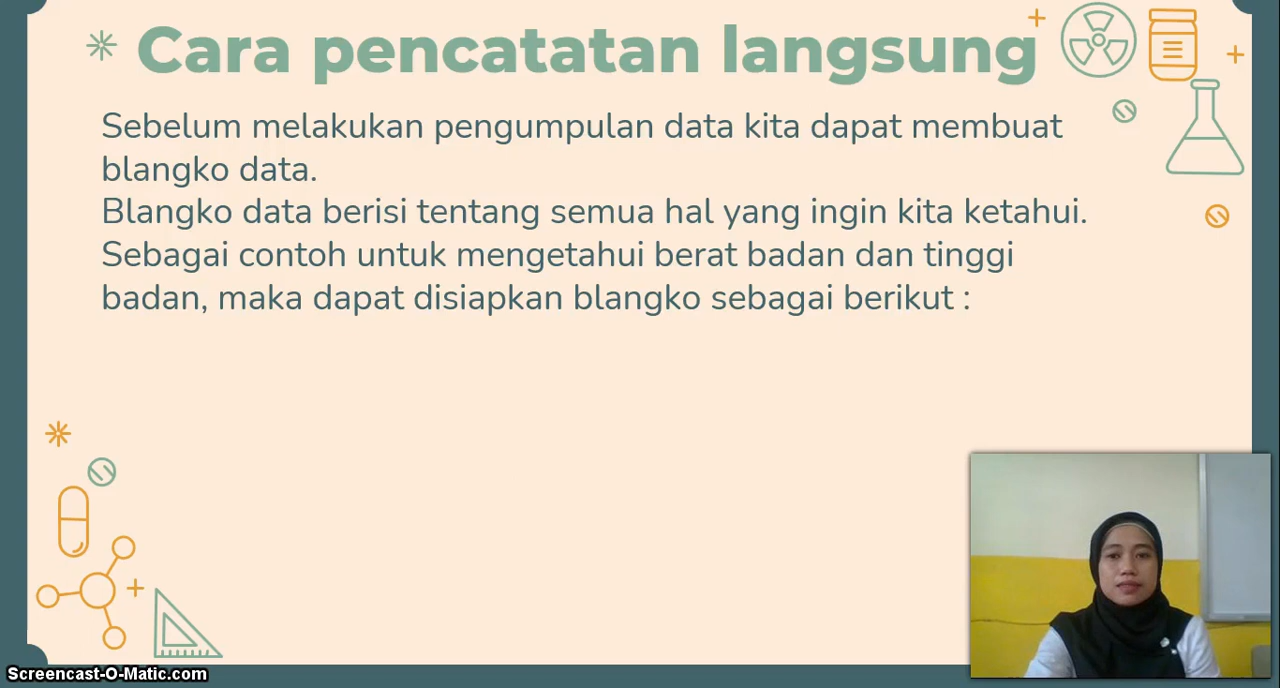 Cara pencatatan langsung
Sebelum melakukan pengumpulan data kita dapat membuat
blangko data.
Blangko data berisi tentang semua hal yang ingin kita ketahui.
Sebagai contoh untuk mengetahui berat badan dan tinggi
badan, maka dapat disiapkan blangko sebagai berikut :
Screencast-O-Matic.com